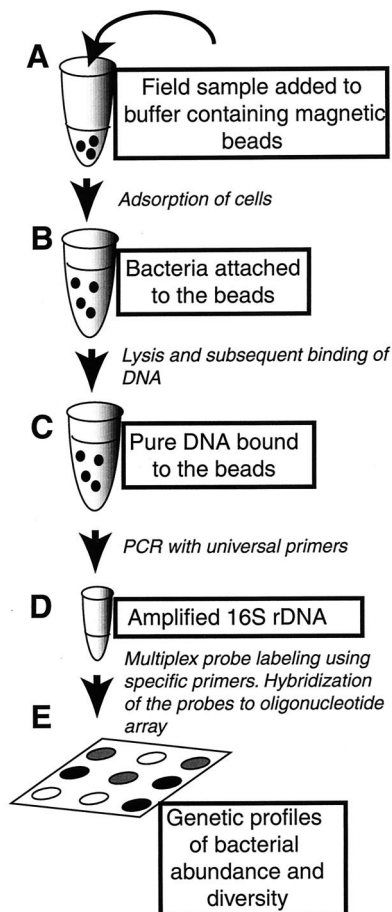 A
Field sample added to
buffer containing magnetic
beads
Adsorption of cells
B
Bacteria attached
to the beads
Lysis and subsequent binding of
DNA
C
Pure DNA bound
to the beads
PCR with universal primers
D
Amplified 16S rDNA
Multiplex probe labeling using
specific primers. Hybridization
of the probes to oligonucleotide
array
E
Genetic profiles
of bacterial
abundance and
diversity